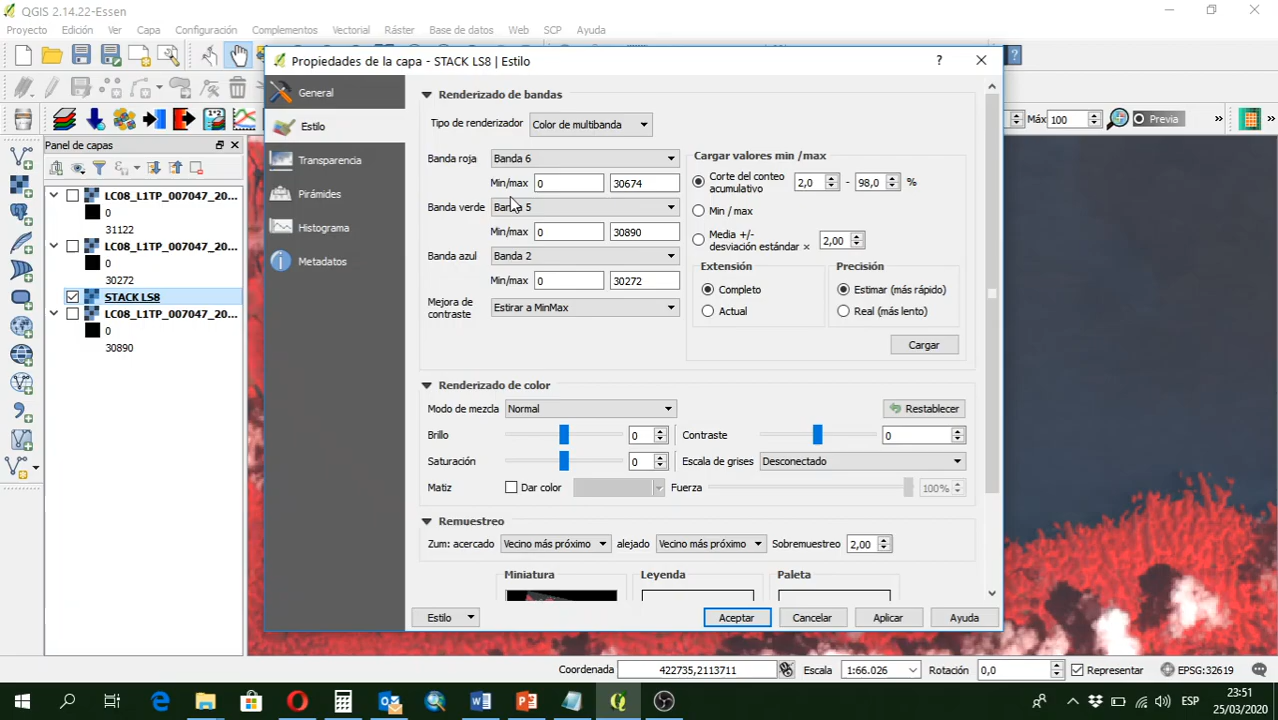 QGIS 2.14.22-Essen
Proyecto Edición Ver Capa Configuración Complementos Vectorial Ráster Base de datos Web SCP Ayuda
Propiedades de la capa - STACK LS8 | Estilo
Máx 100 Previa
Panel de capas
LC08_L1TP_007047_20...
0
31122
LC08_L1TP_007047_20...
0
30272
STACK LS8
LC08_L1TP_007047_20...
0
30890
General
Estilo
Transparencia
Pirámides
Histograma
Metadatos
Renderizado de bandas
Tipo de renderizador Color de multibanda
Banda roja Banda 6
Min/max 0 30674
Banda verde Banda 5
Min/max 0 30890
Banda azul Banda 2
Min/max 0 30272
Mejora de contraste Estirar a MinMax
Cargar valores min /max
Corte del conteo acumulativo 2,0 - 98,0 %
Min / max
Media +/- desviación estándar × 2,00
Extensión
Completo
Actual
Precisión
Estimar (más rápido)
Real (más lento)
Cargar
Renderizado de color
Modo de mezcla Normal Restablecer
Brillo 0 Contraste 0
Saturación 0 Escala de grises Desconectado
Matiz Dar color Fuerza 100%
Remuestreo
Zum: acercado Vecino más próximo alejado Vecino más próximo Sobremuestreo 2,00
Miniatura Leyenda Paleta
Estilo Aceptar Cancelar Aplicar Ayuda
Coordenada 422735,2113711 Escala 1:66.026 Rotación 0,0 Representar EPSG:32619
ESP
23:51
25/03/2020